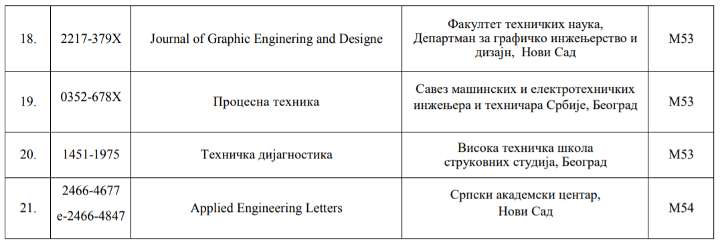 18.
2217-379X
Journal of Graphic Enginering and Designe
Факултет техничких наука,
Департман за графичко инжењерство и
дизајн, Нови Сад
M53
19.
0352-678X
Процесна техника
Савез машинских и електротехничких
инжењера и техничара Србије, Београд
M53
20.
1451-1975
Техничка дијагностика
Висока техничка школа
струковних студија, Београд
M53
21.
2466-4677
e-2466-4847
Applied Engineering Letters
Српски академски центар,
Нови Сад
M54